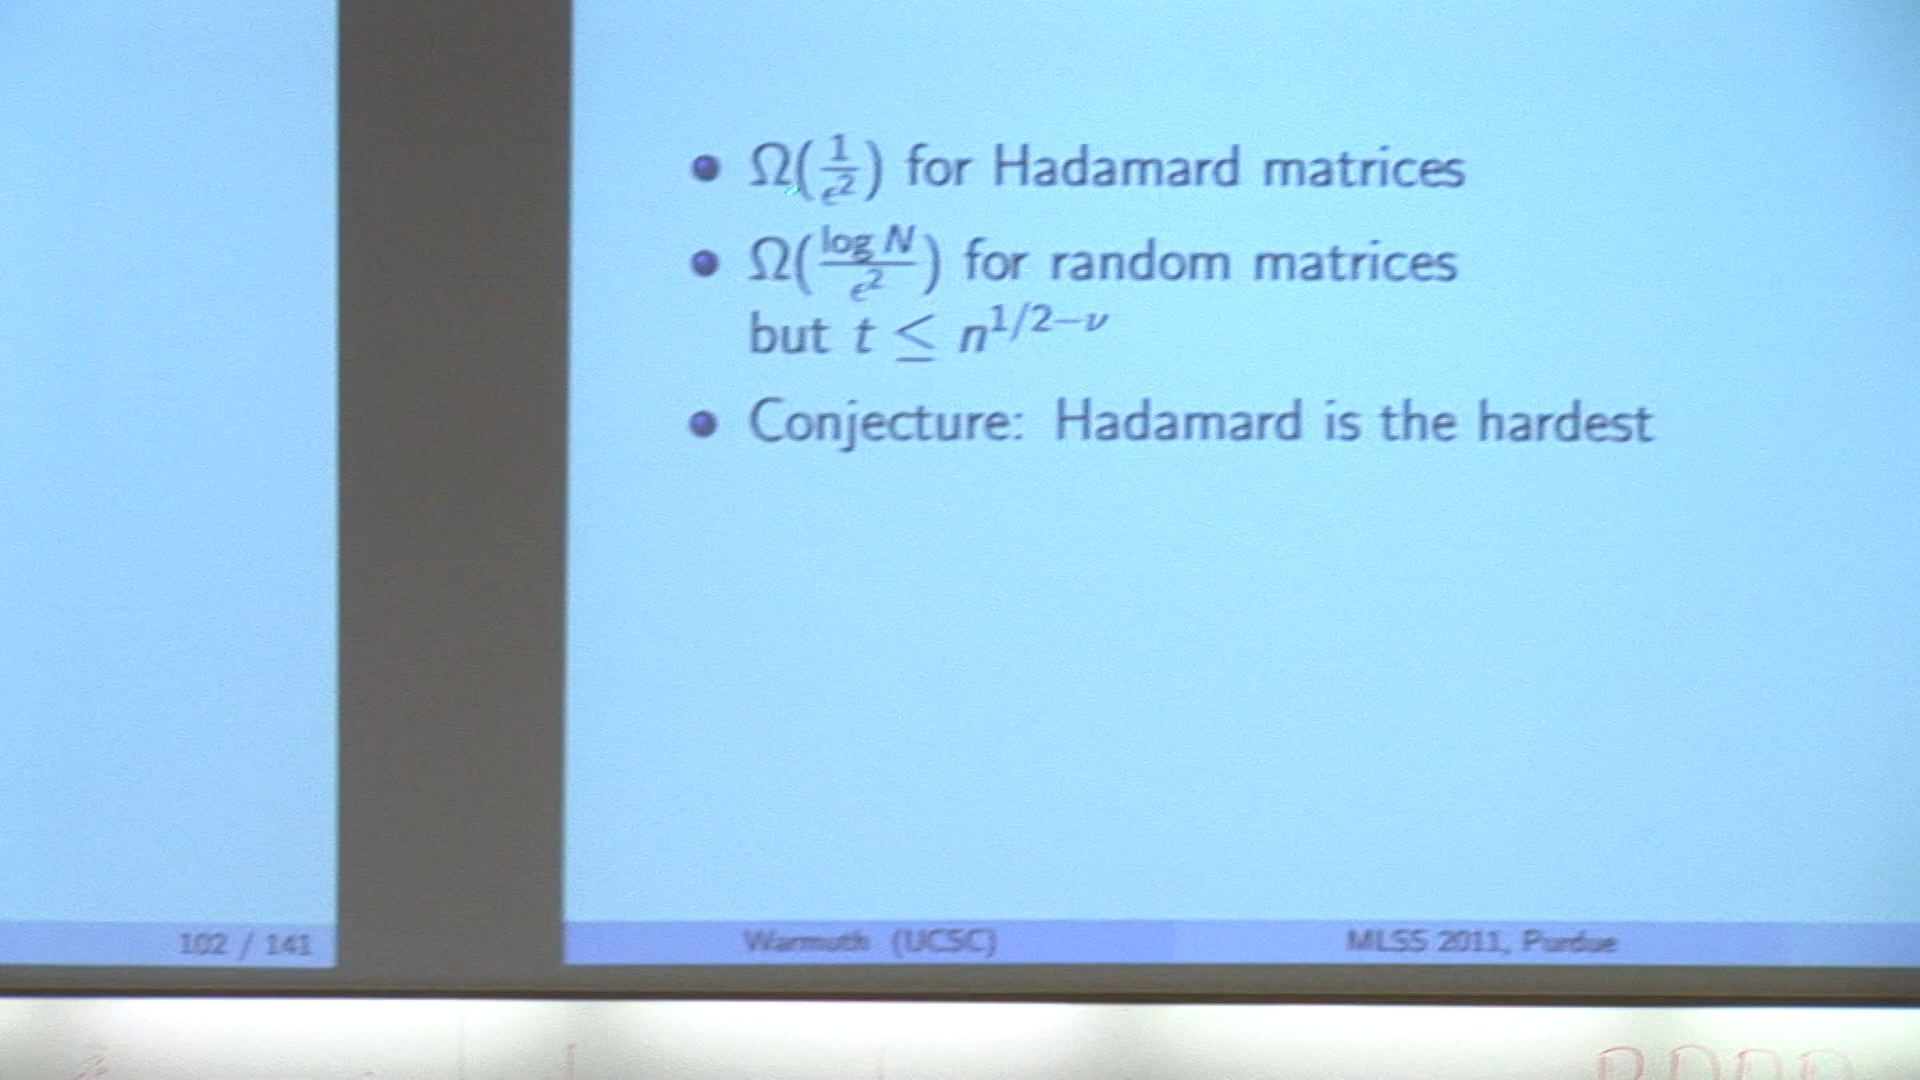 Ω(1/ϵ²) for Hadamard matrices
Ω(log N/ϵ²) for random matrices
but t ≤ n^{1/2−ν}
Conjecture: Hadamard is the hardest
102 / 141
Warmuth (UCSC)
MLSS 2011, Purdue